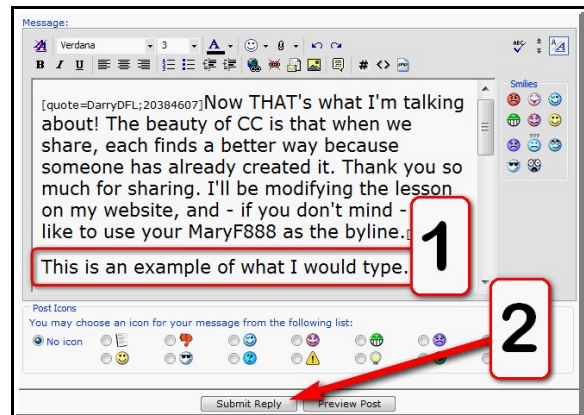 Message:
Verdana 3 A
ABC
B I U # <> php
[quote=DarryDFL;20384607]Now THAT's what I'm talking
about! The beauty of CC is that when we
share, each finds a better way because
someone has already created it. Thank you so
much for sharing. I'll be modifying the lesson
on my website, and - if you don't mind -
like to use your MaryF888 as the byline.
This is an example of what I would type.
1
Smilies
???
Post Icons
You may choose an icon for your message from the following list:
No icon
2
Submit Reply Preview Post